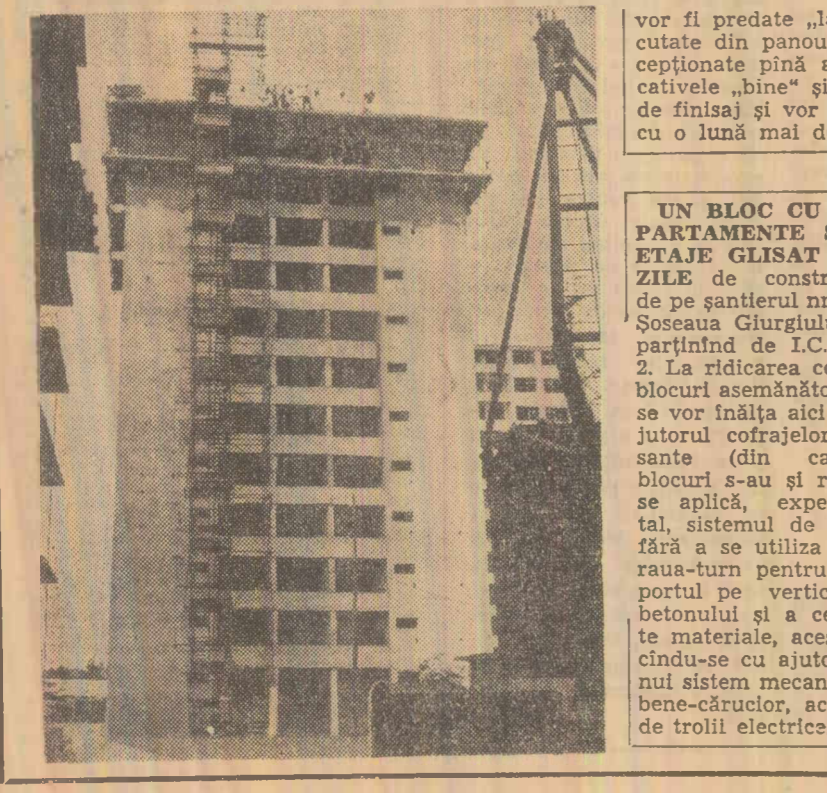 vor fi predate „l
cutate din panou
cepționate pînă a
cativele „bine“ și
de finisaj și vor
cu o lună mai d
UN BLOC CU
PARTAMENTE S
ETAJE GLISAT
ZILE de constr
de pe șantierul nr
Șoseaua Giurgiul
parținînd de I.C.
2. La ridicarea ce
blocuri asemănăto
se vor înălța aici
jutorul cofrajelor
sante (din ca
blocuri s-au și r
se aplică, expe
tal, sistemul de
fără a se utiliza
raua-turn pentru
portul pe vertic
betonului și a ce
te materiale, aces
cîndu-se cu ajuto
nui sistem mecan
bene-cărucior, ac
de trolii electrice